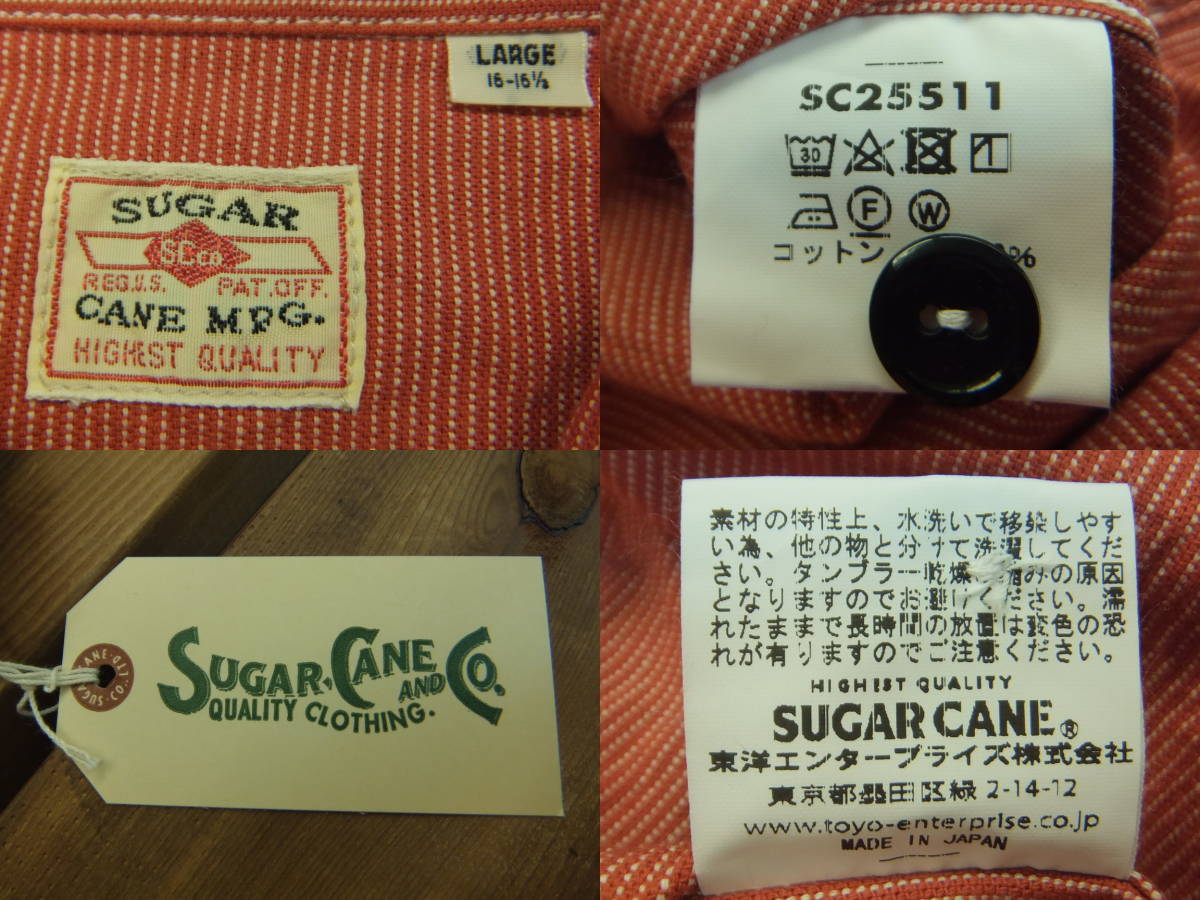 LARGE
16-16½
SUGAR
SCco
REG.U.S. PAT.OFF.
CANE MFG.
HIGHEST QUALITY
SC25511
30
F
W
コットン
%
SUGAR CANE AND CO.
QUALITY CLOTHING.
素材の特性上、水洗いで移染しやす
い為、他の物と分けて洗濯してくだ
さい。タンブラー乾燥は縮みの原因
となりますのでお避けください。濡
れたままで長時間の放置は変色の恐
れが有りますのでご注意ください。
HIGHEST QUALITY
SUGAR CANE®
東洋エンタープライズ株式会社
東京都墨田区緑 2-14-12
www.toyo-enterprise.co.jp
MADE IN JAPAN